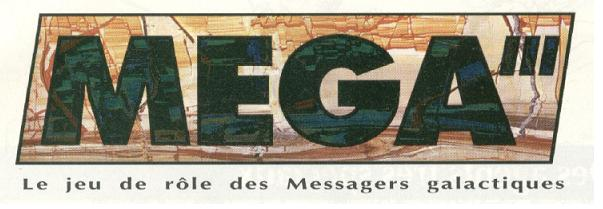 MEGA III
Le jeu de rôle des Messagers galactiques